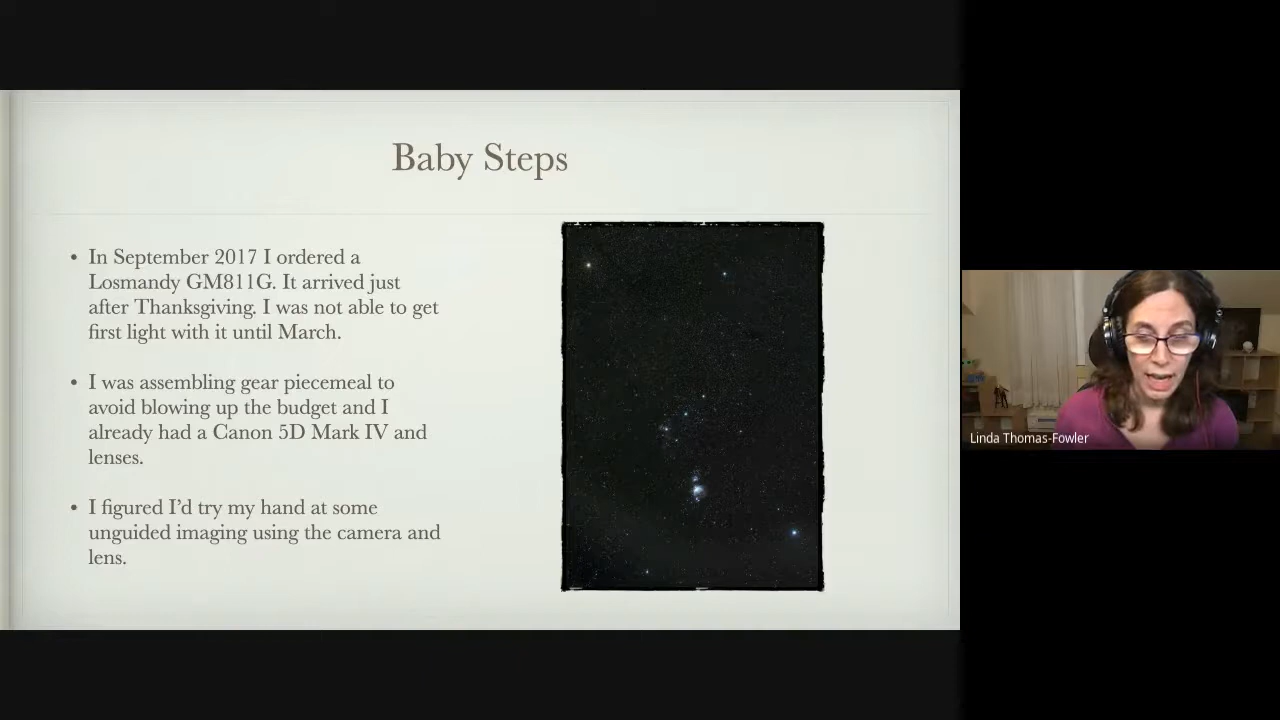 Baby Steps
• In September 2017 I ordered a
Losmandy GM811G. It arrived just
after Thanksgiving. I was not able to get
first light with it until March.
• I was assembling gear piecemeal to
avoid blowing up the budget and I
already had a Canon 5D Mark IV and
lenses.
• I figured I’d try my hand at some
unguided imaging using the camera and
lens.
Linda Thomas-Fowler